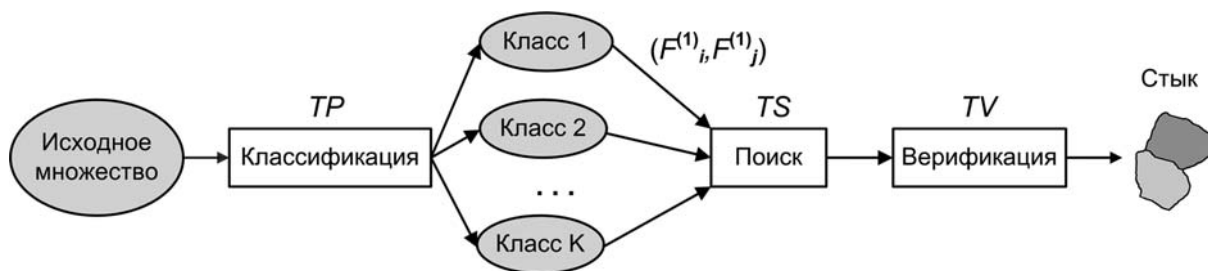 Исходное
множество
TP
Классификация
Класс 1
Класс 2
. . .
Класс K
(F⁽¹⁾ᵢ,F⁽¹⁾ⱼ)
TS
Поиск
TV
Верификация
Стык